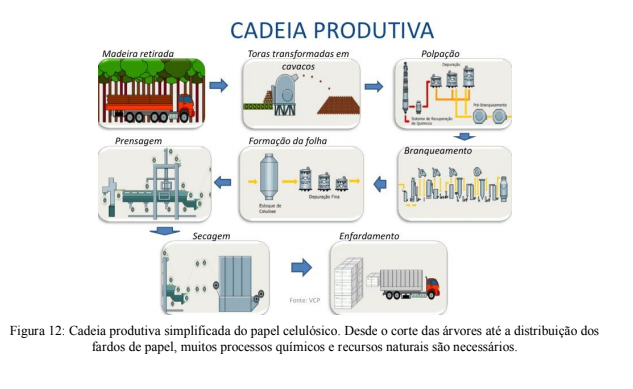 CADEIA PRODUTIVA
Madeira retirada
Toras transformadas em
cavacos
Polpação
Depuração
Pré Branqueamento
Sistema de Recuperação
de Químicos
Prensagem
Formação da folha
Branqueamento
Estoque de
Celulose
Depuração Fina
Secagem
Enfardamento
Fonte: VCP
Figura 12: Cadeia produtiva simplificada do papel celulósico. Desde o corte das árvores até a distribuição dos
fardos de papel, muitos processos químicos e recursos naturais são necessários.